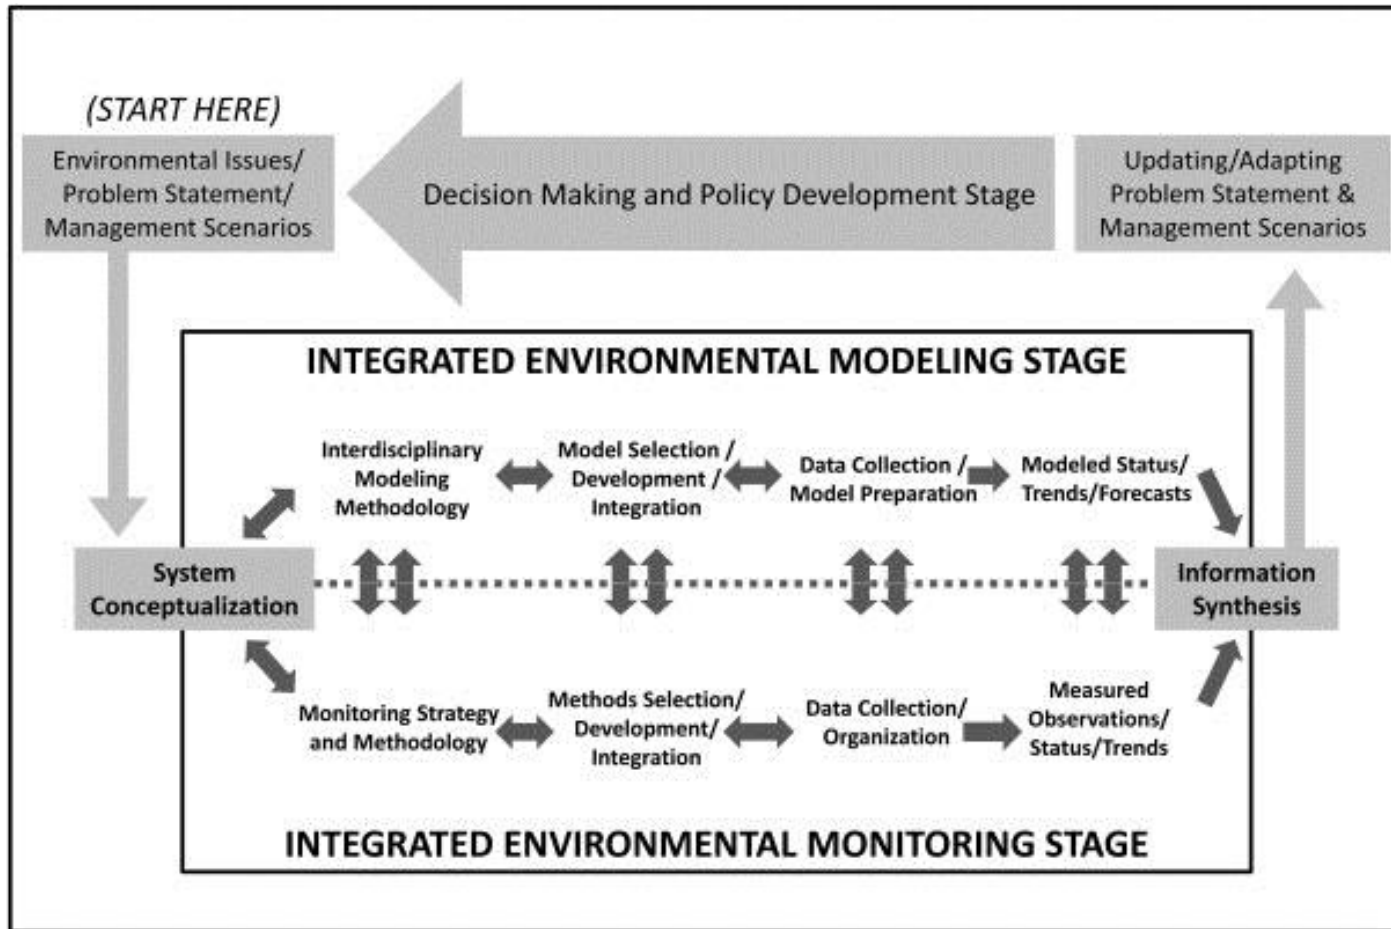 (START HERE)
Environmental Issues/
Problem Statement/
Management Scenarios
Decision Making and Policy Development Stage
Updating/Adapting
Problem Statement &
Management Scenarios
INTEGRATED ENVIRONMENTAL MODELING STAGE
Interdisciplinary
Modeling
Methodology
Model Selection /
Development /
Integration
Data Collection /
Model Preparation
Modeled Status/
Trends/Forecasts
System
Conceptualization
Information
Synthesis
Monitoring Strategy
and Methodology
Methods Selection/
Development/
Integration
Data Collection/
Organization
Measured
Observations/
Status/Trends
INTEGRATED ENVIRONMENTAL MONITORING STAGE